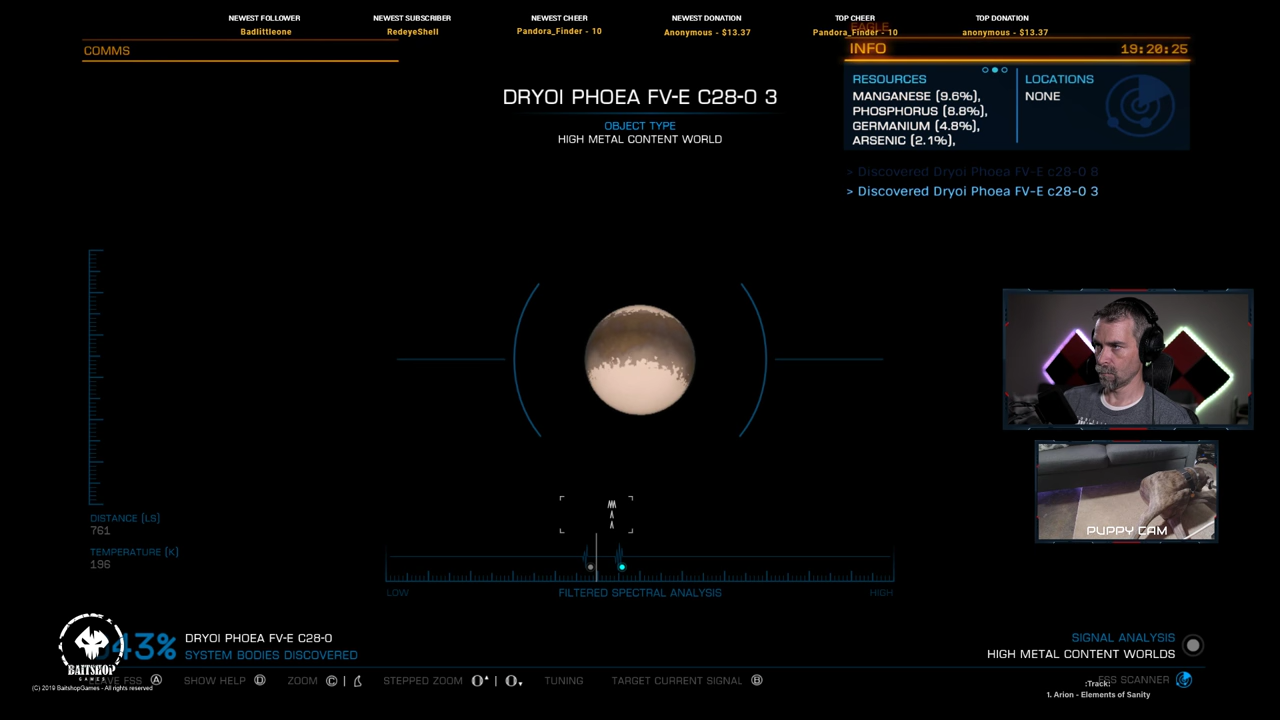 NEWEST FOLLOWER
Badlittleone
NEWEST SUBSCRIBER
RedeyeShell
NEWEST CHEER
Pandora_Finder - 10
NEWEST DONATION
Anonymous - $13.37
TOP CHEER
Pandora_Finder - 10
TOP DONATION
anonymous - $13.37
EAGLE
COMMS
INFO
19:20:25
RESOURCES
MANGANESE (9.6%),
PHOSPHORUS (8.8%),
GERMANIUM (4.8%),
ARSENIC (2.1%),
LOCATIONS
NONE
> Discovered Dryoi Phoea FV-E c28-0 8
> Discovered Dryoi Phoea FV-E c28-0 3
DRYOI PHOEA FV-E C28-0 3
OBJECT TYPE
HIGH METAL CONTENT WORLD
PUPPY CAM
DISTANCE (LS)
761
TEMPERATURE (K)
196
LOW
FILTERED SPECTRAL ANALYSIS
HIGH
43%
DRYOI PHOEA FV-E C28-0
SYSTEM BODIES DISCOVERED
SIGNAL ANALYSIS
HIGH METAL CONTENT WORLDS
BAITSHOP
GAMES
LEAVE FSS A
SHOW HELP
ZOOM
STEPPED ZOOM
TUNING
TARGET CURRENT SIGNAL B
FSS SCANNER
(C) 2019 BaitshopGames - All rights reserved
:Track:
1. Arion - Elements of Sanity